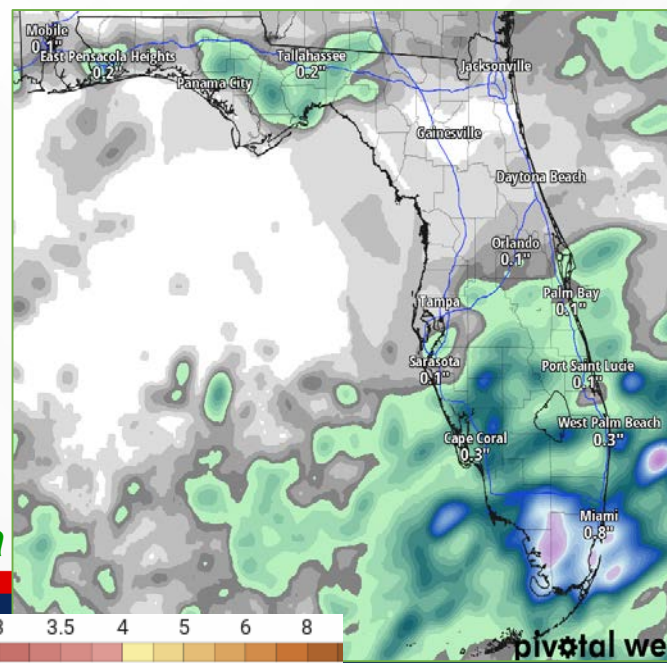 Mobile
0.1"
East Pensacola Heights
0.2"
Panama City
Tallahassee
0.2"
Jacksonville
Gainesville
Daytona Beach
Orlando
0.1"
Palm Bay
0.1"
Tampa
Sarasota
0.1"
Port Saint Lucie
0.1"
West Palm Beach
0.3"
Cape Coral
0.3"
Miami
0.8"
3.5 4 5 6 8
pivotal we